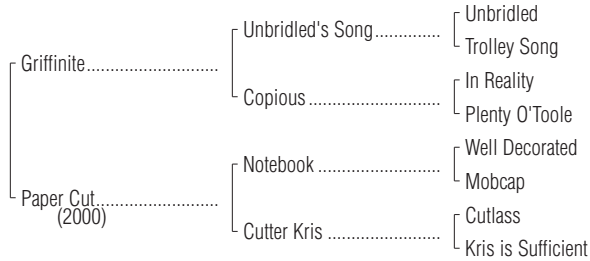 Unbridled
Unbridled's Song..............
Trolley Song
Griffinite............................
In Reality
Copious............................
Plenty O'Toole
Well Decorated
Notebook..........................
Mobcap
Paper Cut..........................
(2000)
Cutlass
Cutter Kris........................
Kris is Sufficient